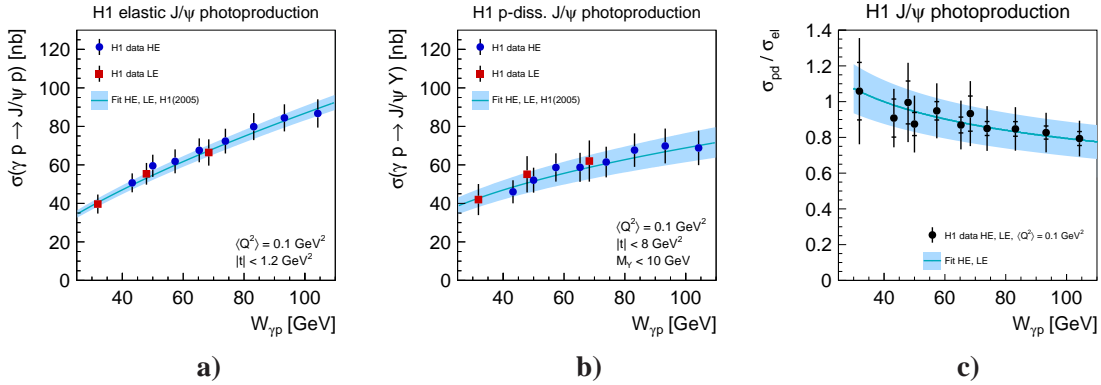 H1 elastic J/ψ photoproduction
σ(γ p → J/ψ p) [nb]
120
100
80
60
40
20
0
H1 data HE
H1 data LE
Fit HE, LE, H1(2005)
⟨Q²⟩ = 0.1 GeV²
|t| < 1.2 GeV²
40 60 80 100
W_γp [GeV]
a)
H1 p-diss. J/ψ photoproduction
σ(γ p → J/ψ Y) [nb]
120
100
80
60
40
20
0
H1 data HE
H1 data LE
Fit HE, LE, H1(2005)
⟨Q²⟩ = 0.1 GeV²
|t| < 8 GeV²
M_Y < 10 GeV
40 60 80 100
W_γp [GeV]
b)
H1 J/ψ photoproduction
σ_pd / σ_el
1.4
1.2
1
0.8
0.6
0.4
0.2
0
H1 data HE, LE, ⟨Q²⟩ = 0.1 GeV²
Fit HE, LE
40 60 80 100
W_γp [GeV]
c)